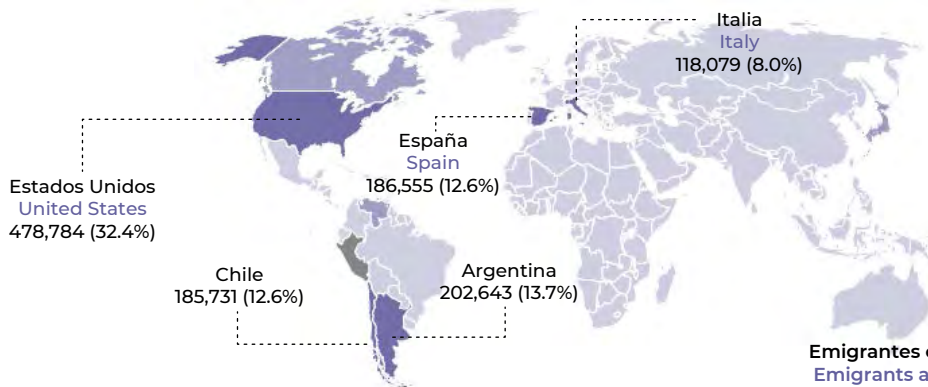 Italia
Italy
118,079 (8.0%)
España
Spain
186,555 (12.6%)
Estados Unidos
United States
478,784 (32.4%)
Chile
185,731 (12.6%)
Argentina
202,643 (13.7%)
Emigrantes
Emigrants a